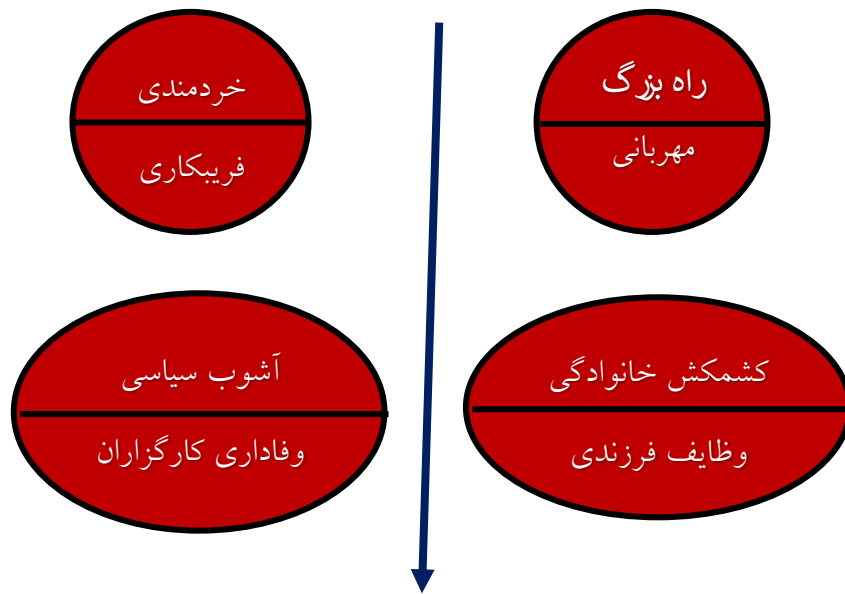 راه بزرگ
مهربانی
خردمندی
فریبکاری
کشمکش خانوادگی
وظایف فرزندی
آشوب سیاسی
وفاداری کارگزاران